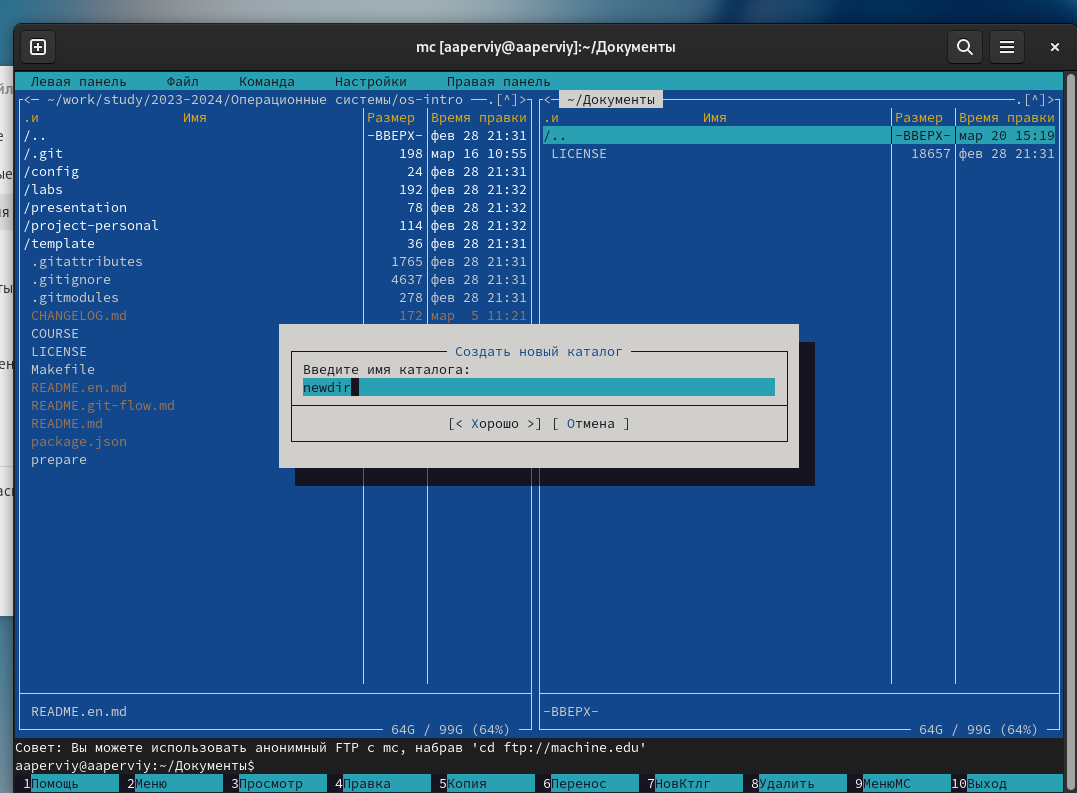 mc [aaperviy@aaperviy]:~/Документы
Левая панель Файл Команда Настройки Правая панель
<─ ~/work/study/2023-2024/Операционные системы/os-intro ──.[^]>
.и Имя Размер Время правки
/.. -ВВЕРХ- фев 28 21:31
/.git 198 мар 16 10:55
/config 24 фев 28 21:31
/labs 192 фев 28 21:32
/presentation 78 фев 28 21:32
/project-personal 114 фев 28 21:32
/template 36 фев 28 21:31
.gitattributes 1765 фев 28 21:31
.gitignore 4637 фев 28 21:31
.gitmodules 278 фев 28 21:31
CHANGELOG.md 172 мар 5 11:21
COURSE
LICENSE
Makefile
README.en.md
README.git-flow.md
README.md
package.json
prepare
README.en.md
64G / 99G (64%)
<─ ~/Документы .[^]>
.и Имя Размер Время правки
/.. -ВВЕРХ- мар 20 15:19
LICENSE 18657 фев 28 21:31
-ВВЕРХ-
64G / 99G (64%)
Создать новый каталог
Введите имя каталога:
newdir
[< Хорошо >] [ Отмена ]
Совет: Вы можете использовать анонимный FTP с mc, набрав 'cd ftp://machine.edu'
aaperviy@aaperviy:~/Документы$
1Помощь 2Меню 3Просмотр 4Правка 5Копия 6Перенос 7НовКтлг 8Удалить 9МенюМС 10Выход